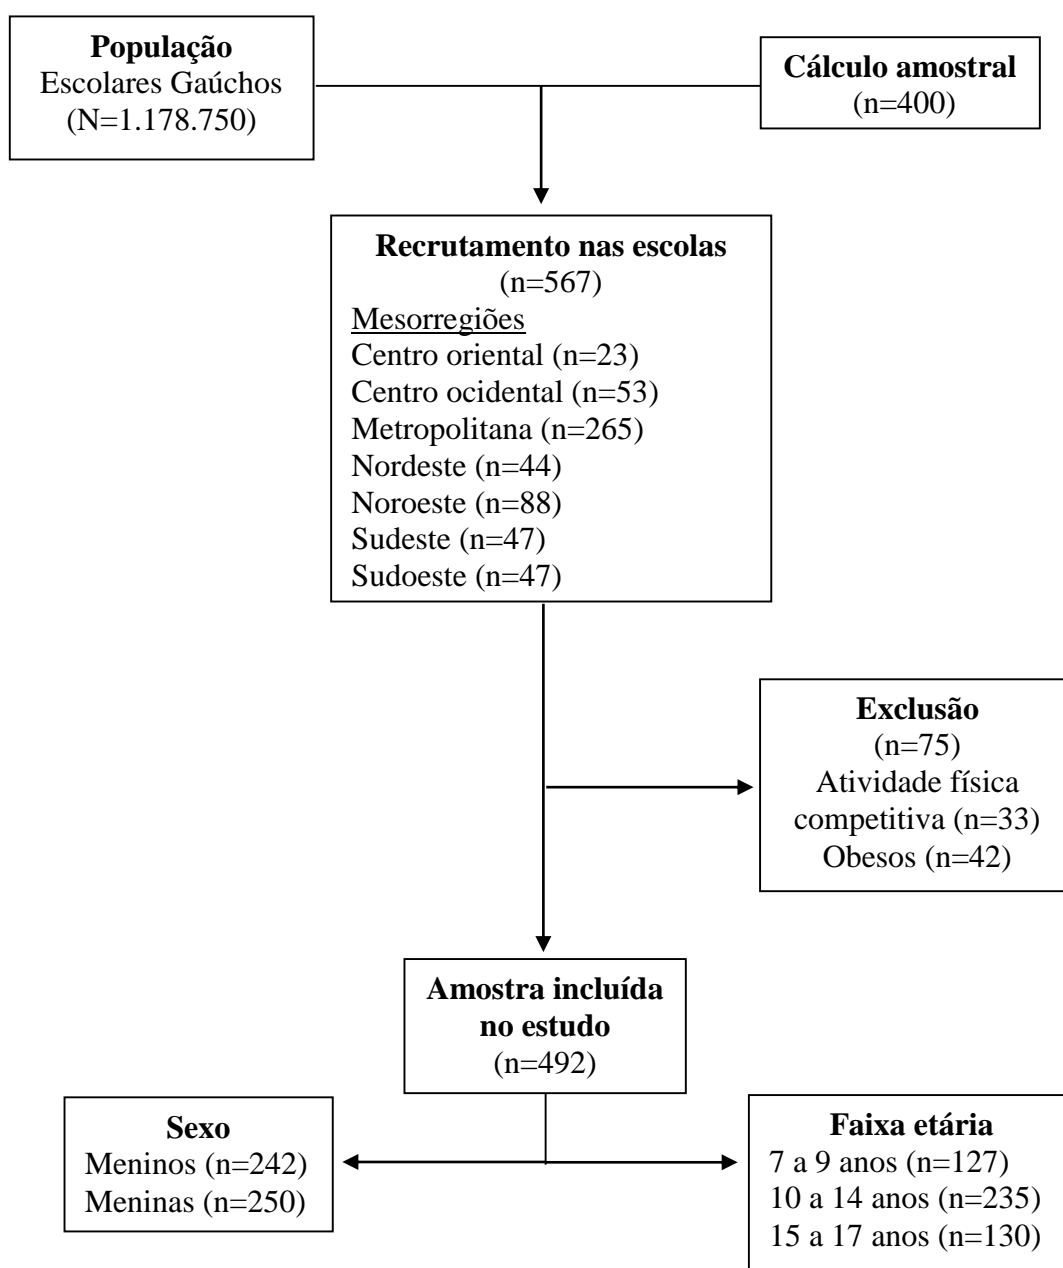 População
Escolares Gaúchos
(N=1.178.750)
Cálculo amostral
(n=400)
Recrutamento nas escolas
(n=567)
Mesorregiões
Centro oriental (n=23)
Centro ocidental (n=53)
Metropolitana (n=265)
Nordeste (n=44)
Noroeste (n=88)
Sudeste (n=47)
Sudoeste (n=47)
Exclusão
(n=75)
Atividade física
competitiva (n=33)
Obesos (n=42)
Amostra incluída
no estudo
(n=492)
Sexo
Meninos (n=242)
Meninas (n=250)
Faixa etária
7 a 9 anos (n=127)
10 a 14 anos (n=235)
15 a 17 anos (n=130)